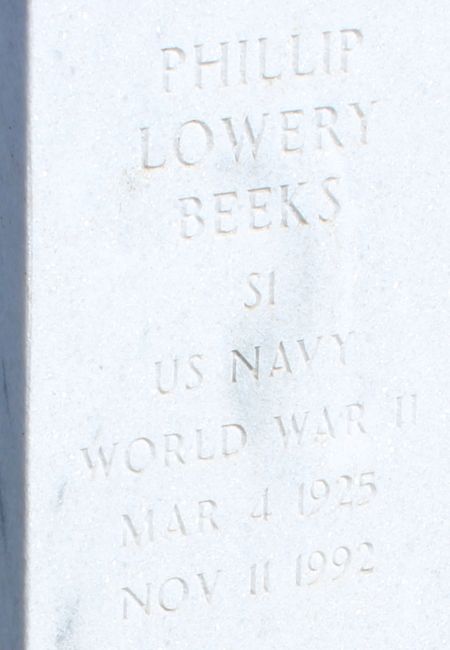 PHILLIP
LOWERY
BEEKS
S1
US NAVY
WORLD WAR II
MAR 4 1925
NOV 11 1992